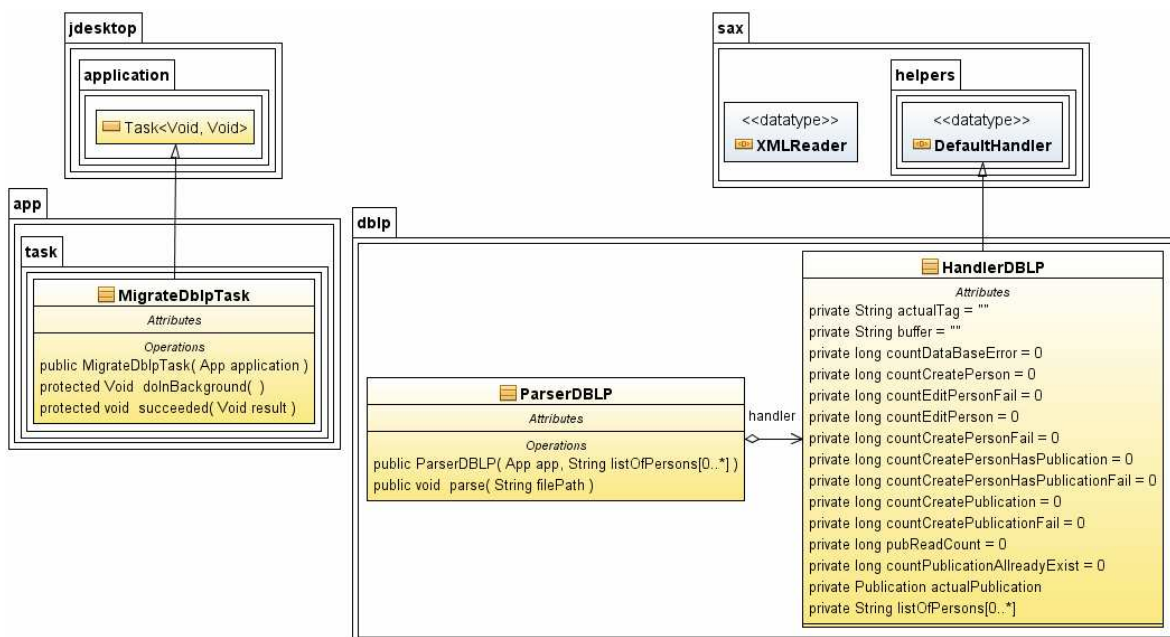 jdesktop
application
Task<Void, Void>
sax
helpers
<<datatype>>
XMLReader
<<datatype>>
DefaultHandler
app
task
MigrateDblpTask
Attributes
Operations
public MigrateDblpTask( App application )
protected Void doInBackground( )
protected void succeeded( Void result )
dblp
ParserDBLP
Attributes
Operations
public ParserDBLP( App app, String listOfPersons[0..*] )
public void parse( String filePath )
handler
HandlerDBLP
Attributes
private String actualTag = ""
private String buffer = ""
private long countDataBaseError = 0
private long countCreatePerson = 0
private long countEditPersonFail = 0
private long countEditPerson = 0
private long countCreatePersonFail = 0
private long countCreatePersonHasPublication = 0
private long countCreatePersonHasPublicationFail = 0
private long countCreatePublication = 0
private long countCreatePublicationFail = 0
private long pubReadCount = 0
private long countPublicationAllreadyExist = 0
private Publication actualPublication
private String listOfPersons[0..*]